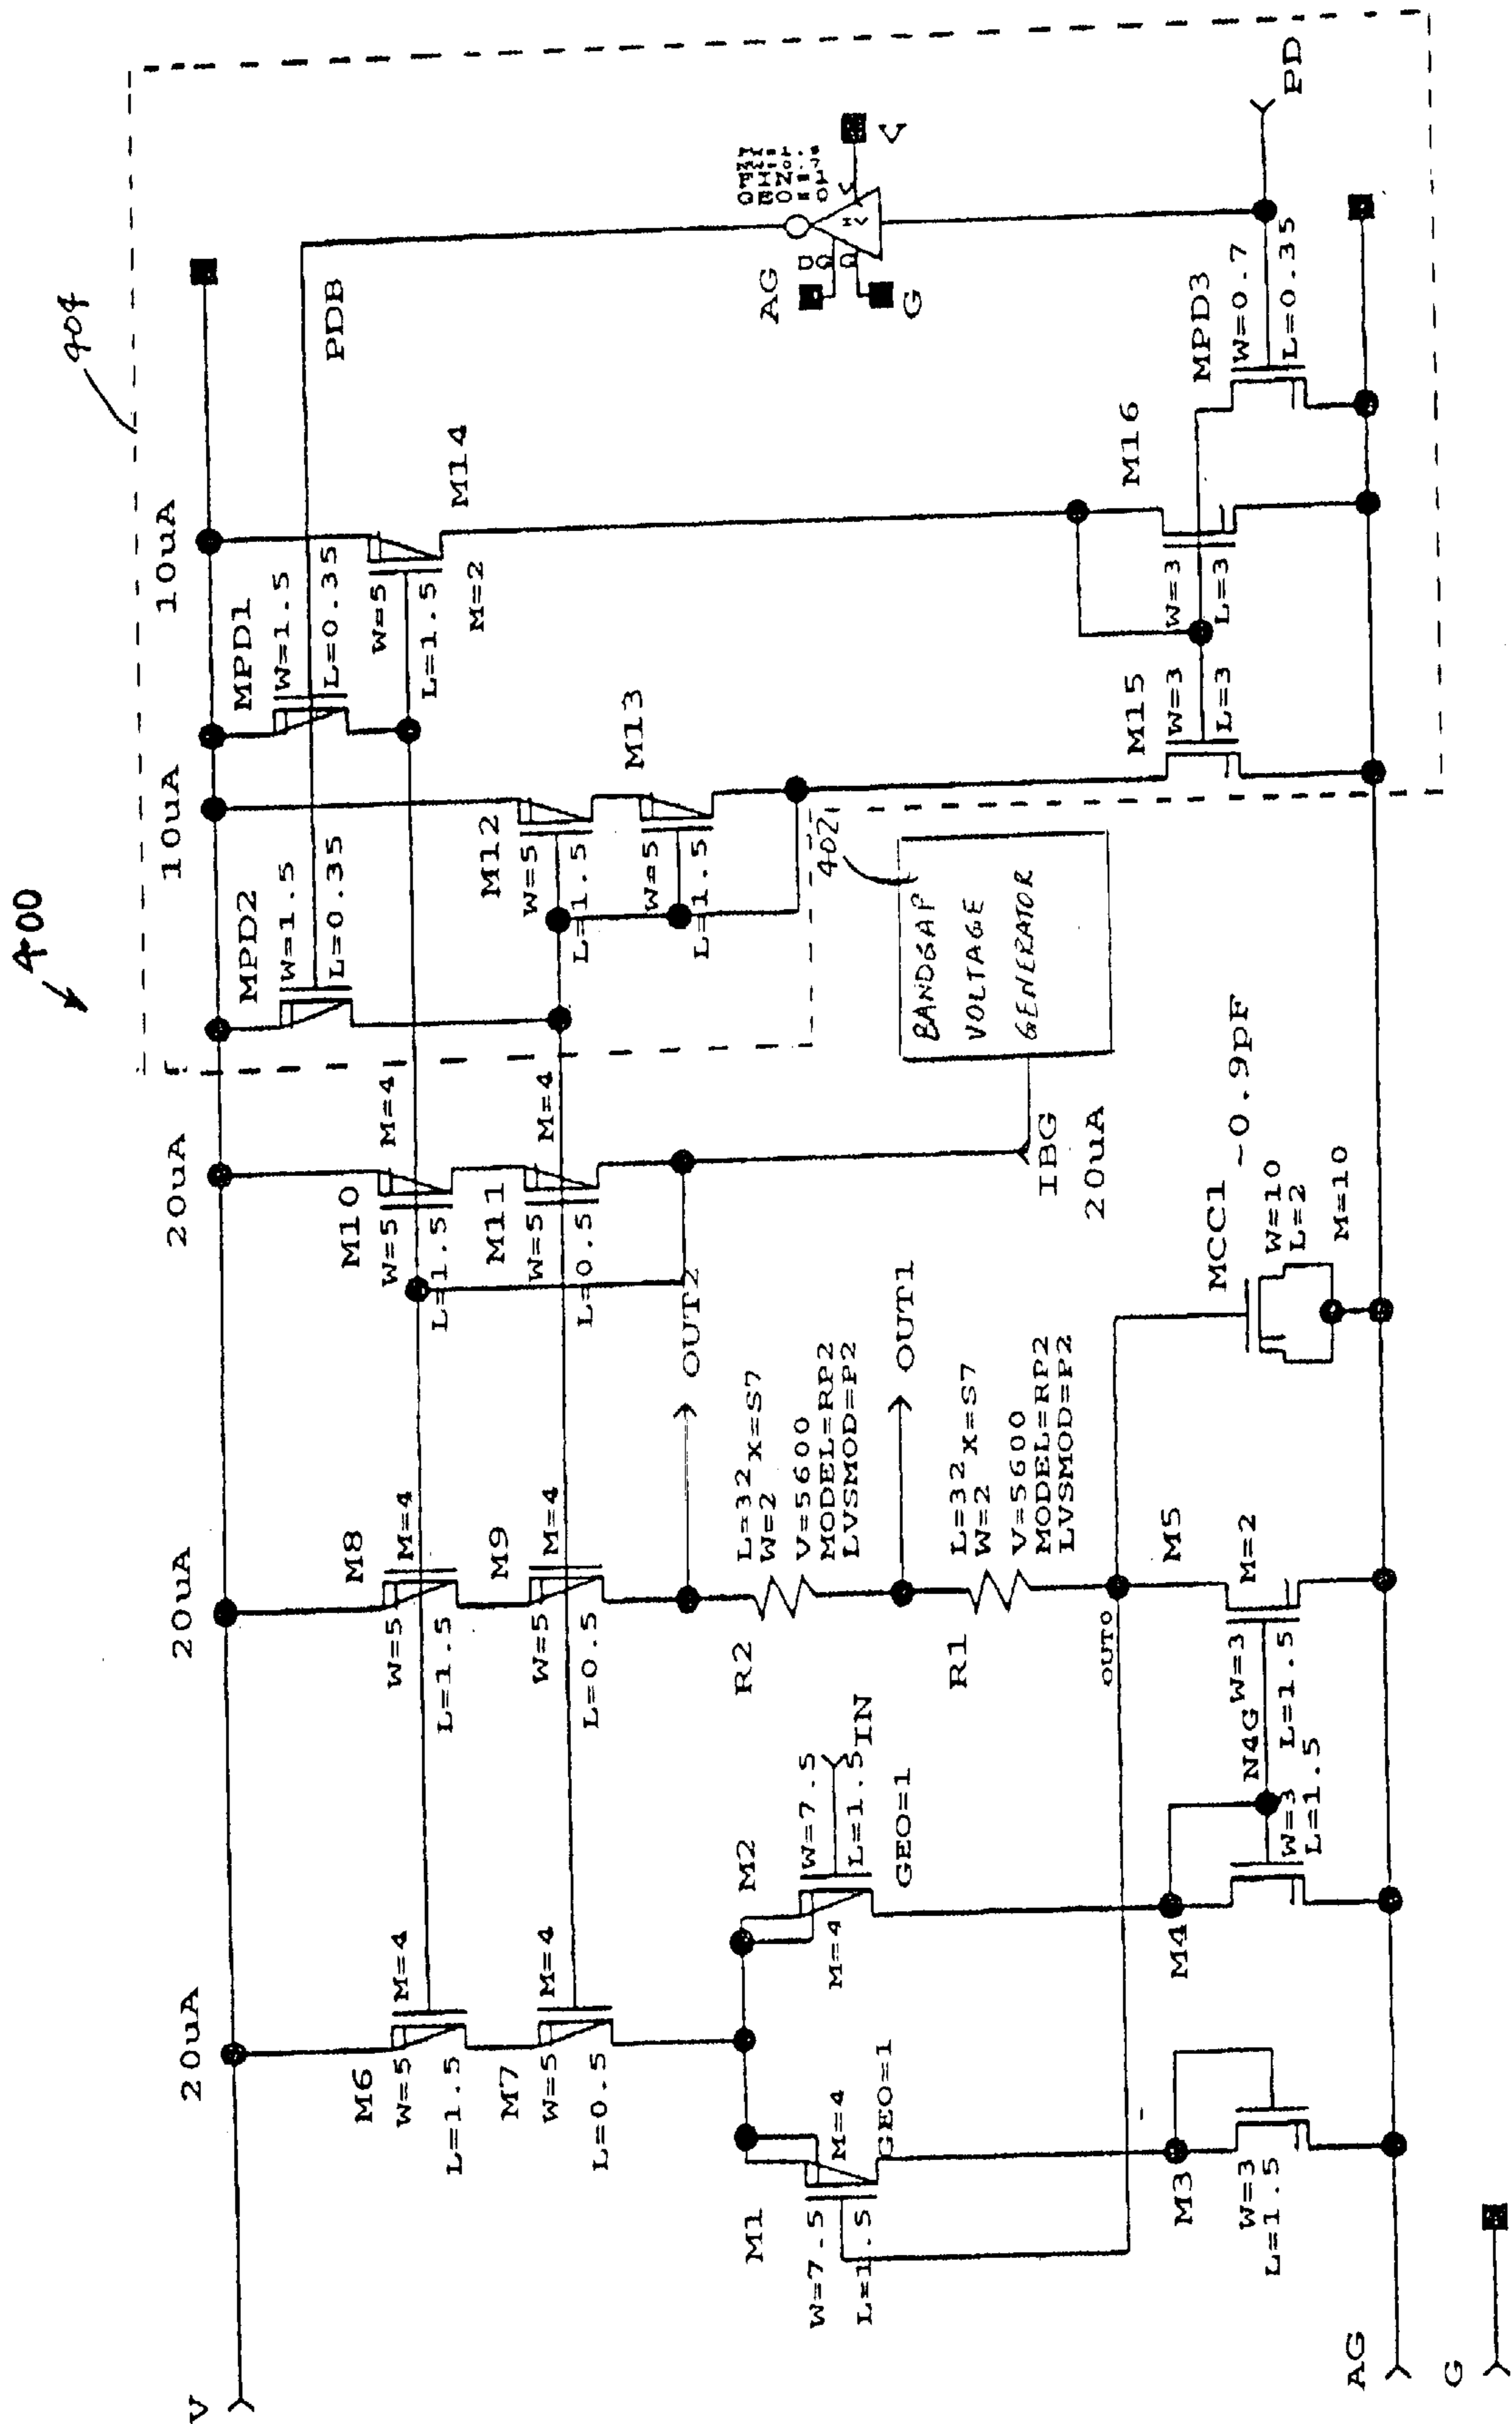 400
404
20uA
20uA
20uA
10uA
10uA
V
M6
W=5
L=1.5
M=4
M7
W=5
L=0.5
M=4
M8
W=5
L=1.5
M=4
M9
W=5
L=0.5
M=4
M10
W=5
L=1.5
M=4
M11
W=5
L=0.5
M=4
MPD2
W=1.5
L=0.35
MPD1
W=1.5
L=0.35
PDB
M12
W=5
L=1.5
M13
W=5
L=1.5
M14
W=5
L=1.5
M=2
M1
W=7.5
L=1.5
M=4
GEO=1
M2
W=7.5
L=1.5
IN
M=4
GEO=1
OUT2
R2
L=32 X=S7
W=2
V=5600
MODEL=RP2
LVSMOD=P2
OUT1
R1
L=32 X=S7
W=2
V=5600
MODEL=RP2
LVSMOD=P2
OUT0
IBG
20uA
402
BANDGAP
VOLTAGE
GENERATOR
AG
G
V
HV
M3
W=3
L=1.5
M4
W=3
L=1.5
N4G
M5
W=3
L=1.5
M=2
MCC1 ~0.9pF
W=10
L=2
M=10
M15
W=3
L=3
M16
W=3
L=3
MPD3
W=0.7
L=0.35
PD
AG
G